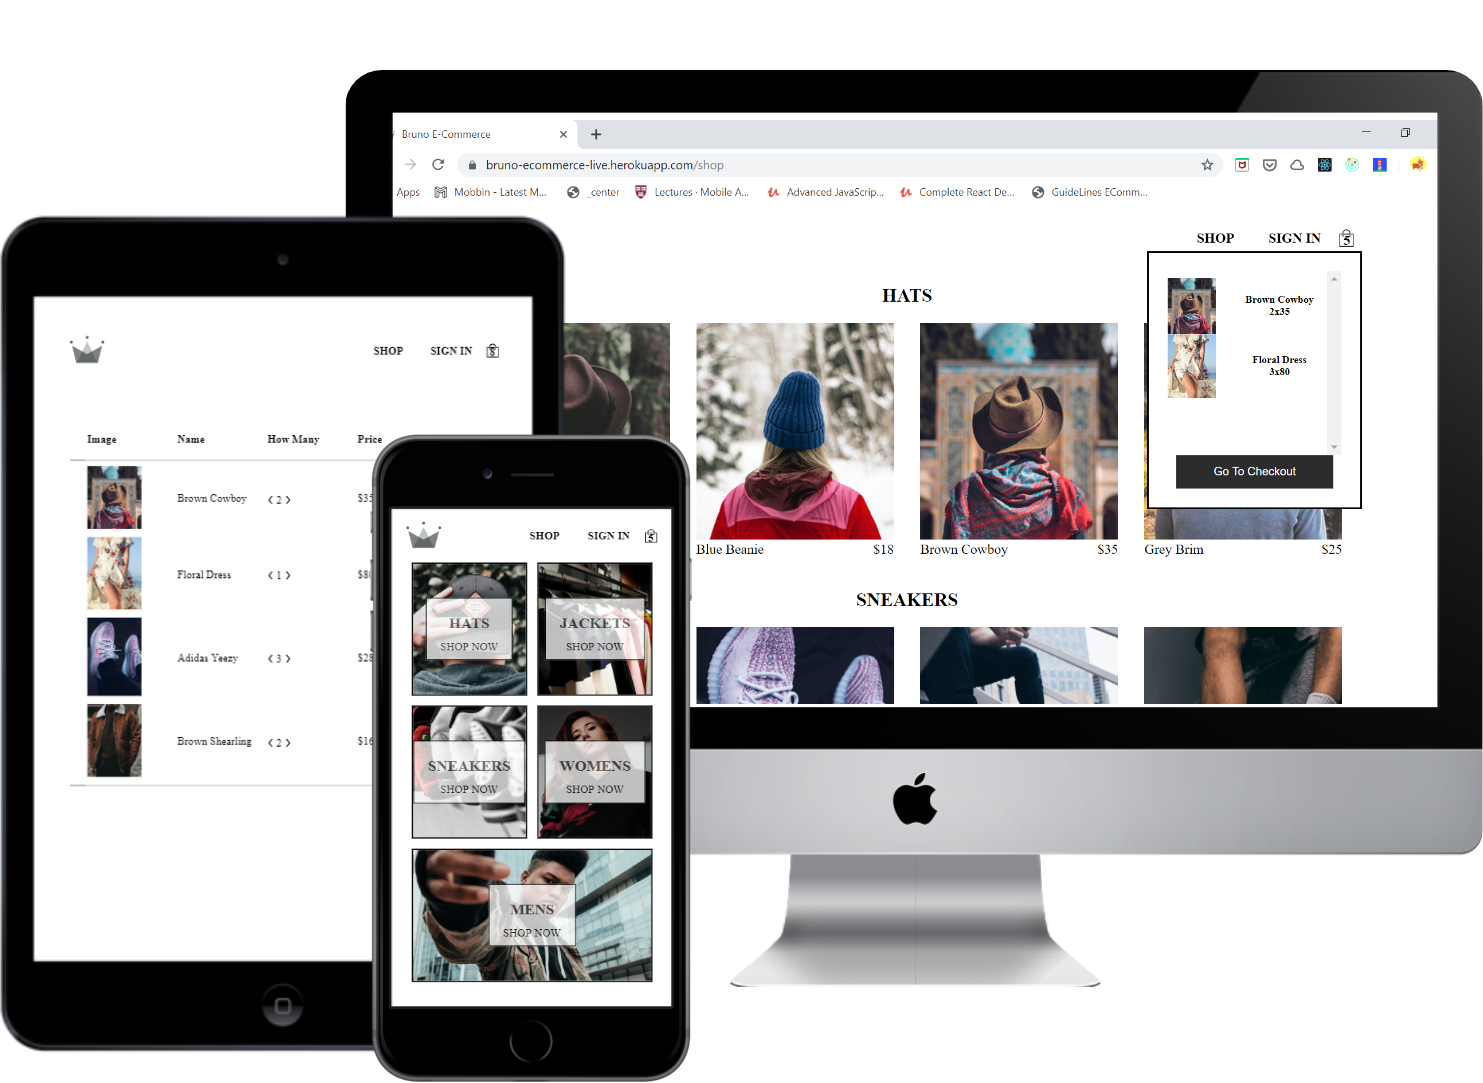 Bruno E-Commerce
bruno-ecommerce-live.herokuapp.com/shop
Apps Mobbin - Latest M... _center Lectures · Mobile A... Advanced JavaScrip... Complete React De... GuideLines EComm...
SHOP SIGN IN 5
HATS
Brown Cowboy
2x35
Floral Dress
3x80
Go To Checkout
Blue Beanie $18 Brown Cowboy $35 Grey Brim $25
SNEAKERS
SHOP SIGN IN 8
Image Name How Many Price
Brown Cowboy < 2 > $35
Floral Dress < 1 > $80
Adidas Yeezy < 3 > $28
Brown Shearling < 2 > $16
SHOP SIGN IN 5
HATS
SHOP NOW
JACKETS
SHOP NOW
SNEAKERS
SHOP NOW
WOMENS
SHOP NOW
MENS
SHOP NOW